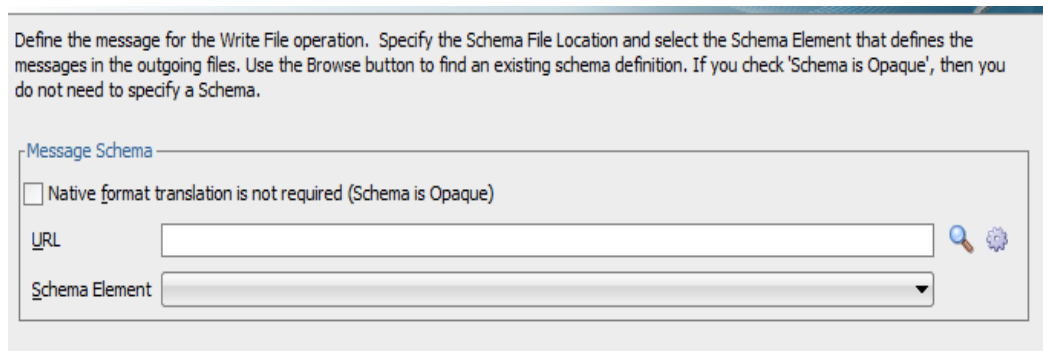 Define the message for the Write File operation.  Specify the Schema File Location and select the Schema Element that defines the
messages in the outgoing files. Use the Browse button to find an existing schema definition. If you check 'Schema is Opaque', then you
do not need to specify a Schema.
Message Schema
Native format translation is not required (Schema is Opaque)
URL
Schema Element